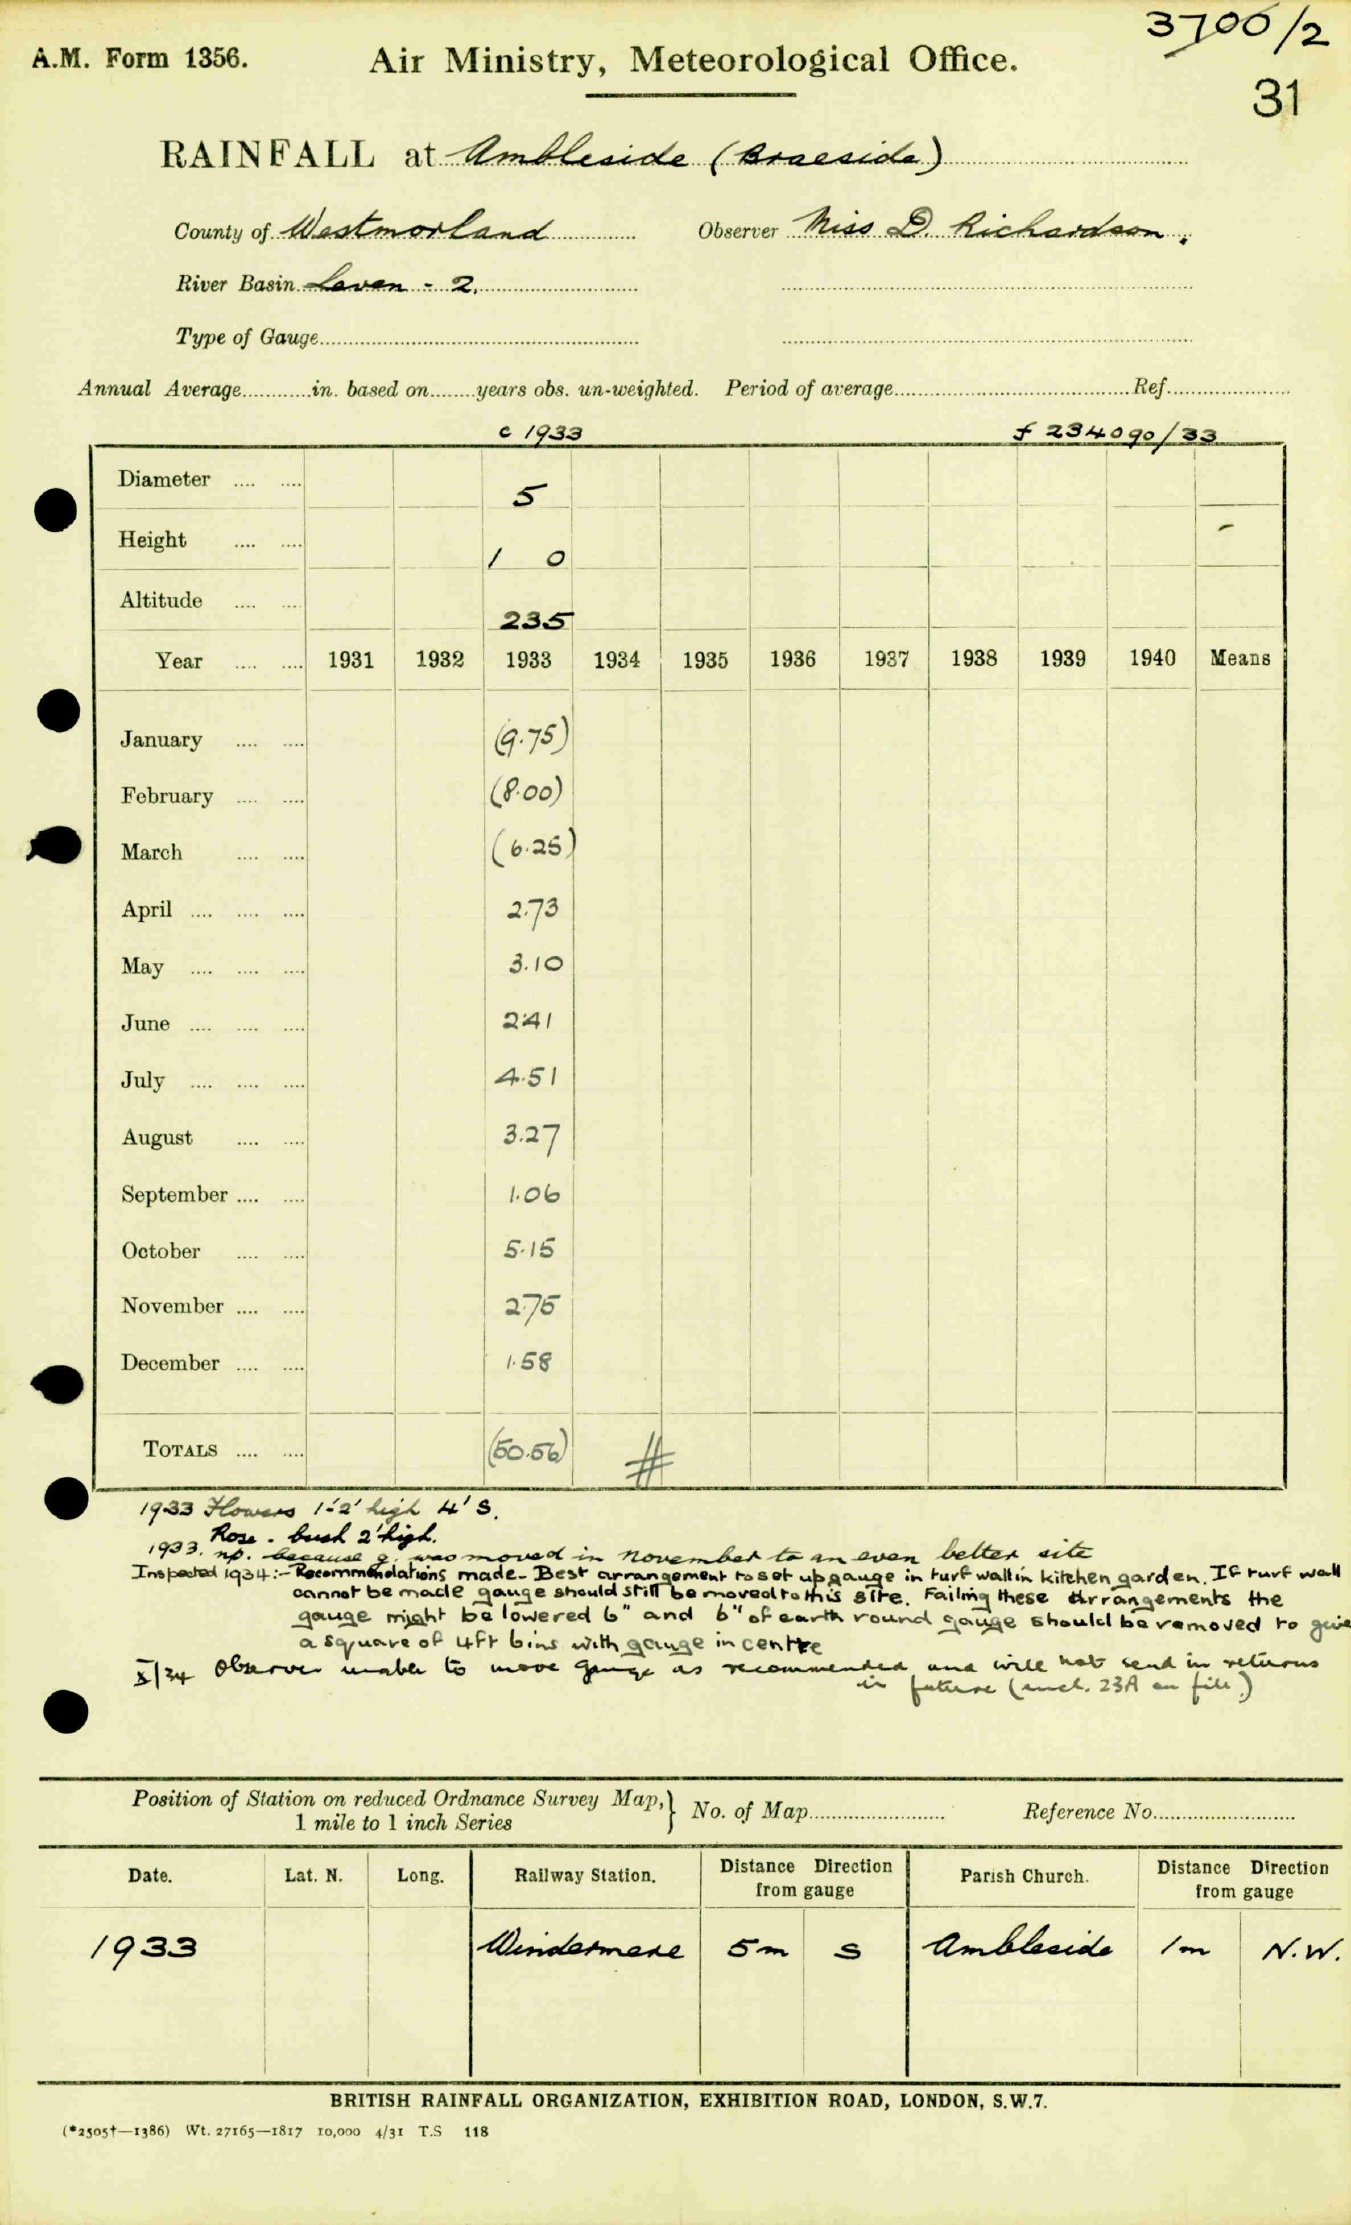 3700/2
A.M. Form 1356. Air Ministry, Meteorological Office.
31
RAINFALL at Ambleside (Braeside)
County of Westmorland Observer Miss D. Richardson.
River Basin Leven - 2.
Type of Gauge
Annual Average in. based on years obs. un-weighted. Period of average Ref.
c 1933 f 234090/33
Diameter 5
Height 1 0 -
Altitude 235
Year 1931 1932 1933 1934 1935 1936 1937 1938 1939 1940 Means
January (9.75)
February (8.00)
March (6.25)
April 2.73
May 3.10
June 2.41
July 4.51
August 3.27
September 1.06
October 5.15
November 2.75
December 1.58
TOTALS (50.56) #
1933 Flowers 1-2' high 4' S.
Rose-bush 2' high.
1933. np. because g. was moved in November to an even better site
Inspected 1934:- Recommendations made - Best arrangement to set up gauge in turf wall in kitchen garden. If turf wall
cannot be made gauge should still be moved to this site. Failing these arrangements the
gauge might be lowered 6" and 6" of earth round gauge should be removed to give
a square of 4ft 6ins with gauge in centre
X/34 Observer unable to move gauge as recommended and will not send in returns
in future (encl. 23A on file)
Position of Station on reduced Ordnance Survey Map, } No. of Map Reference No.
1 mile to 1 inch Series
Date. Lat. N. Long. Railway Station. Distance Direction from gauge Parish Church. Distance Direction from gauge
1933 Windermere 5m S Ambleside 1m N.W.
BRITISH RAINFALL ORGANIZATION, EXHIBITION ROAD, LONDON, S.W.7.
(*2505†—1386) Wt. 27165—1817 10,000 4/31 T.S 118